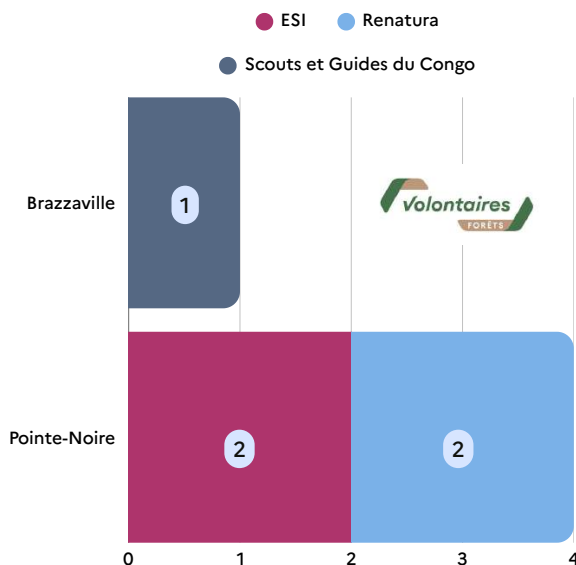 ESI Renatura
Scouts et Guides du Congo
Brazzaville
1
Volontaires
FORÊTS
Pointe-Noire
2 2
0 1 2 3 4